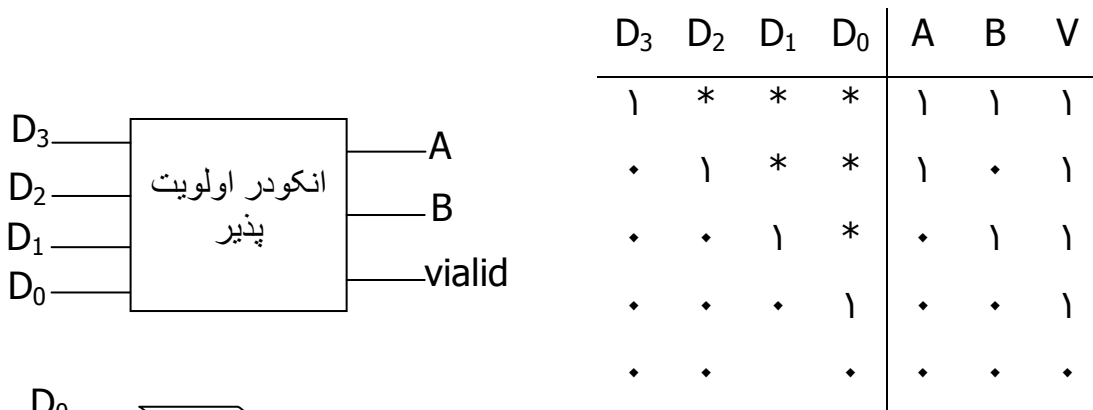 D₃ D₂ D₁ D₀ A B V
۱ * * * ۱ ۱ ۱
۰ ۱ * * ۱ ۰ ۱
۰ ۰ ۱ * ۰ ۱ ۱
۰ ۰ ۰ ۱ ۰ ۰ ۱
۰ ۰ ۰ ۰ ۰ ۰
D₃
D₂
D₁
D₀
انکودر اولویت
پذیر
A
B
vialid
D₀